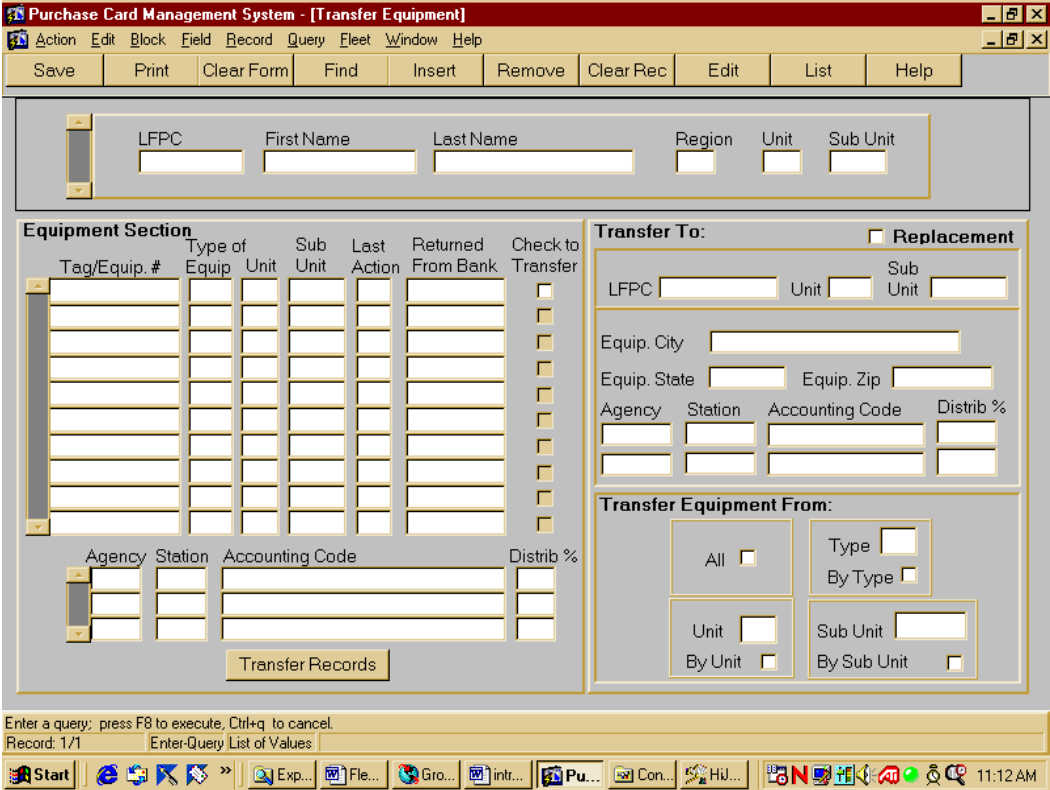 Purchase Card Management System - [Transfer Equipment]
Action Edit Block Field Record Query Fleet Window Help
Save Print Clear Form Find Insert Remove Clear Rec Edit List Help
LFPC First Name Last Name Region Unit Sub Unit
Equipment Section
Tag/Equip. # Type of Equip Unit Sub Unit Last Action Returned From Bank Check to Transfer
Agency Station Accounting Code Distrib %
Transfer Records
Transfer To: Replacement
LFPC Unit Sub Unit
Equip. City
Equip. State Equip. Zip
Agency Station Accounting Code Distrib %
Transfer Equipment From:
All Type
By Type
Unit Sub Unit
By Unit By Sub Unit
Enter a query; press F8 to execute, Ctrl+q to cancel.
Record: 1/1 Enter-Query List of Values
Start » Exp... Fle... Gro... intr... Pu... Con... HiJ... 11:12 AM